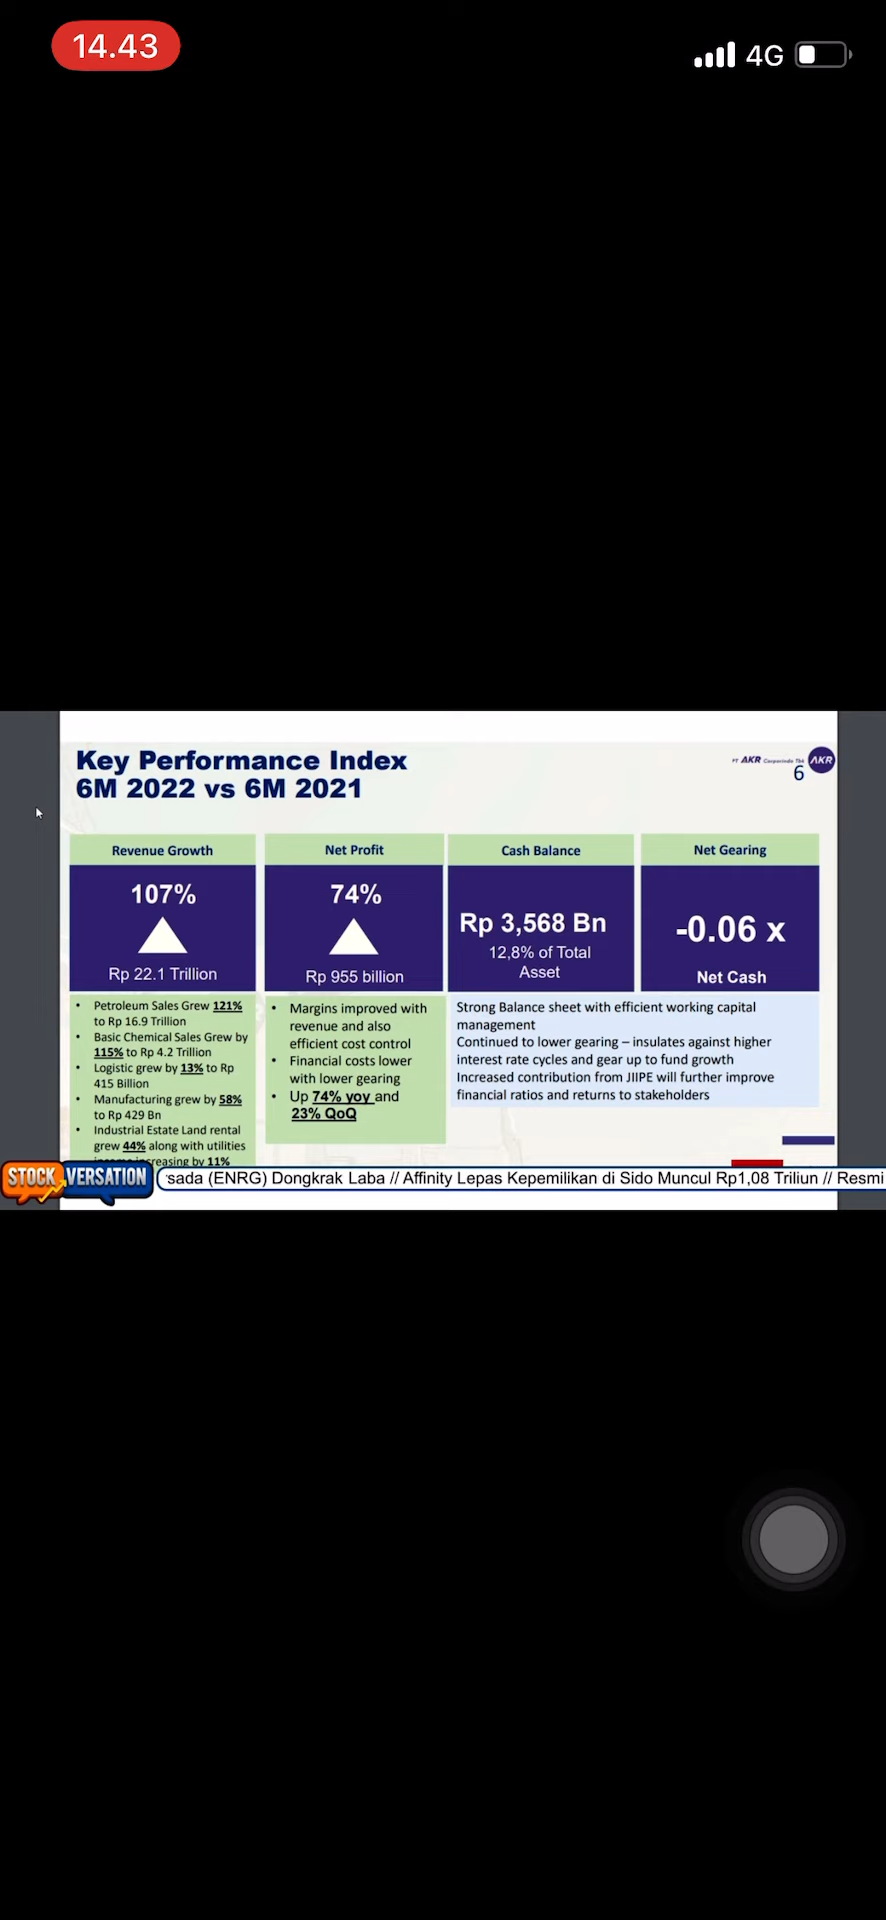 14.43
4G
Key Performance Index
6M 2022 vs 6M 2021
PT AKR Corporindo Tbk
AKR
6
Revenue Growth
107%
Rp 22.1 Trillion
• Petroleum Sales Grew 121%
to Rp 16.9 Trillion
• Basic Chemical Sales Grew by
115% to Rp 4.2 Trillion
• Logistic grew by 13% to Rp
415 Billion
• Manufacturing grew by 58%
to Rp 429 Bn
• Industrial Estate Land rental
grew 44% along with utilities
increasing by 11%
Net Profit
74%
Rp 955 billion
• Margins improved with
revenue and also
efficient cost control
• Financial costs lower
with lower gearing
• Up 74% yoy and
23% QoQ
Cash Balance
Rp 3,568 Bn
12,8% of Total
Asset
Net Gearing
-0.06 x
Net Cash
Strong Balance sheet with efficient working capital
management
Continued to lower gearing – insulates against higher
interest rate cycles and gear up to fund growth
Increased contribution from JIIPE will further improve
financial ratios and returns to stakeholders
STOCK VERSATION
sada (ENRG) Dongkrak Laba // Affinity Lepas Kepemilikan di Sido Muncul Rp1,08 Triliun // Resmi